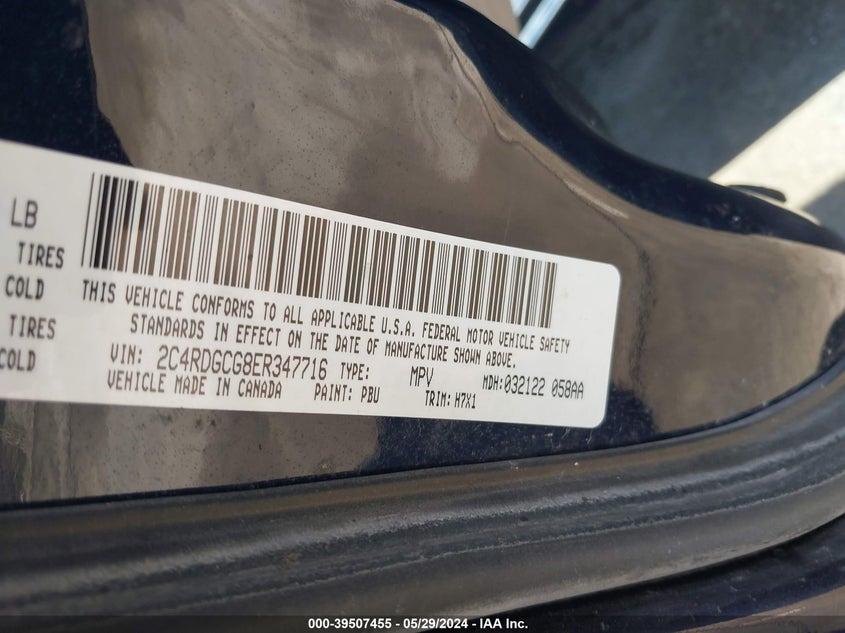 LB
TIRES
COLD
TIRES
COLD
THIS VEHICLE CONFORMS TO ALL APPLICABLE U.S.A. FEDERAL MOTOR VEHICLE SAFETY
STANDARDS IN EFFECT ON THE DATE OF MANUFACTURE SHOWN ABOVE.
VIN: 2C4RDGCG8ER347716 TYPE: MPV MDH: 032122 058AA
VEHICLE MADE IN CANADA PAINT: PBU TRIM: H7X1
000-39507455 - 05/29/2024 - IAA Inc.